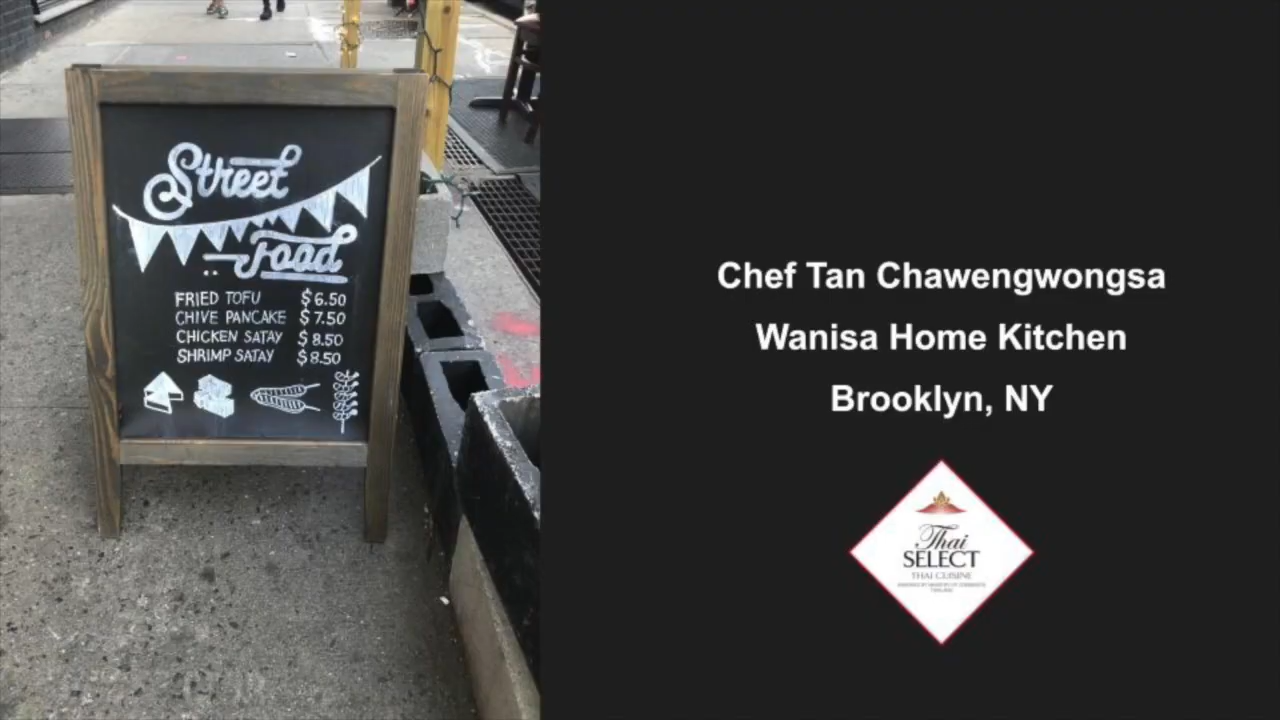 Street
Food
FRIED TOFU $6.50
CHIVE PANCAKE $7.50
CHICKEN SATAY $8.50
SHRIMP SATAY $8.50
Chef Tan Chawengwongsa
Wanisa Home Kitchen
Brooklyn, NY
Thai
SELECT
THAI CUISINE